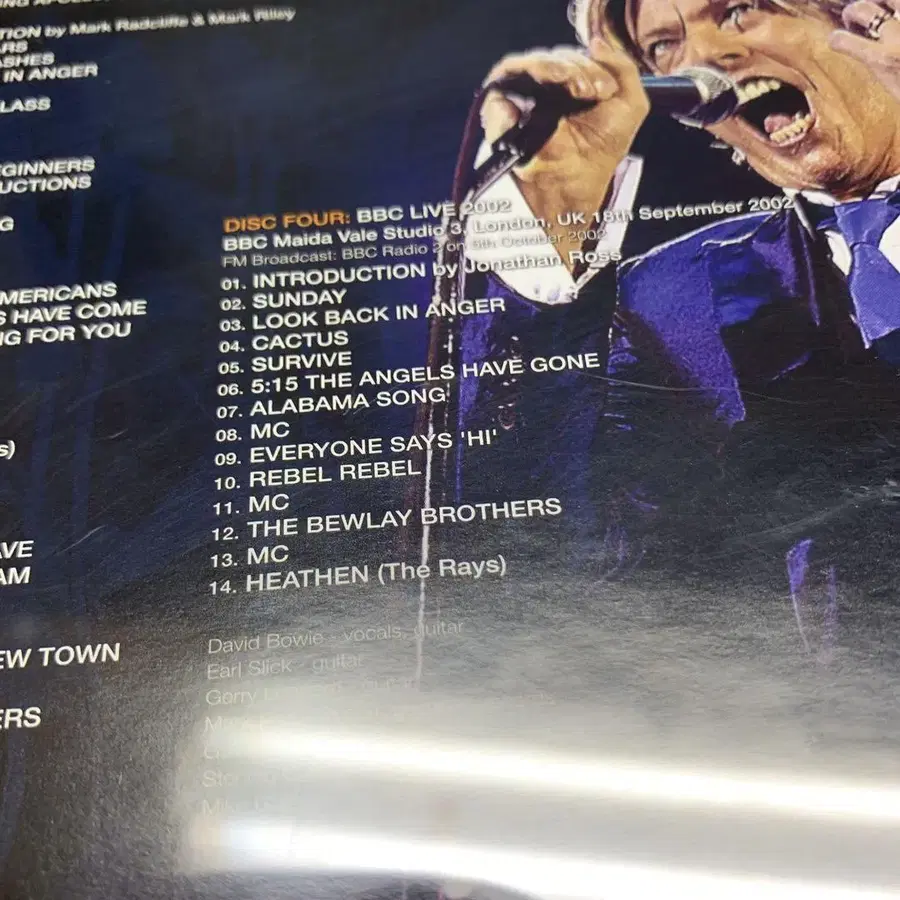 TION by Mark Radcliffe & Mark Riley
ARS
ASHES
IN ANGER
LASS
EGINNERS
UCTIONS
G
MERICANS
S HAVE COME
NG FOR YOU
s)
AVE
AM
EW TOWN
ERS
DISC FOUR: BBC LIVE 2002
BBC Maida Vale Studio 3, London, UK 18th September 2002
FM Broadcast: BBC Radio 2 on 5th October 2002
01. INTRODUCTION by Jonathan Ross
02. SUNDAY
03. LOOK BACK IN ANGER
04. CACTUS
05. SURVIVE
06. 5:15 THE ANGELS HAVE GONE
07. ALABAMA SONG
08. MC
09. EVERYONE SAYS 'HI'
10. REBEL REBEL
11. MC
12. THE BEWLAY BROTHERS
13. MC
14. HEATHEN (The Rays)
David Bowie - vocals, guitar
Earl Slick - guitar
Gerry
Mark